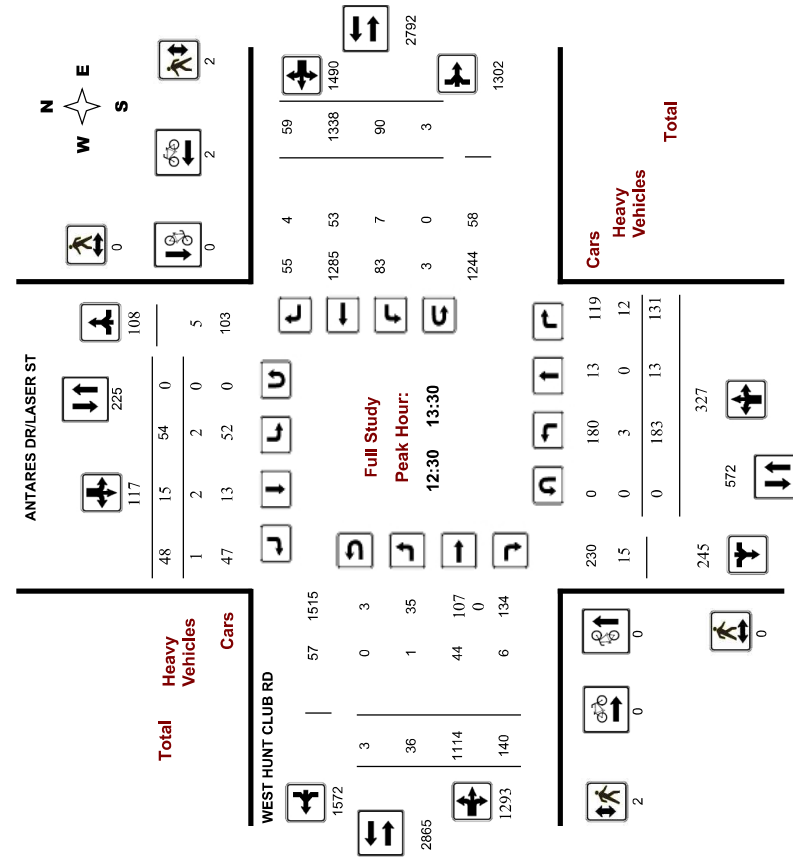 N
W E
S
ANTARES DR/LASER ST
WEST HUNT CLUB RD
225
117
108
48 15 54 0
1 2 2 0 5
47 13 52 0 103
Total
Heavy
Vehicles
Cars
0
2
0
2
2792
1490
1302
55 4 59
1285 53 1338
83 7 90
3 0 3
1244 58
Full Study
Peak Hour:
12:30 13:30
1572
57 1515
3 0 3
36 1 35
1114 44 107
0
140 6 134
2865
1293
Cars
Heavy
Vehicles
Total
230 0 180 13 119
15 0 3 0 12
0 183 13 131
245
327
572
0
0
2
0